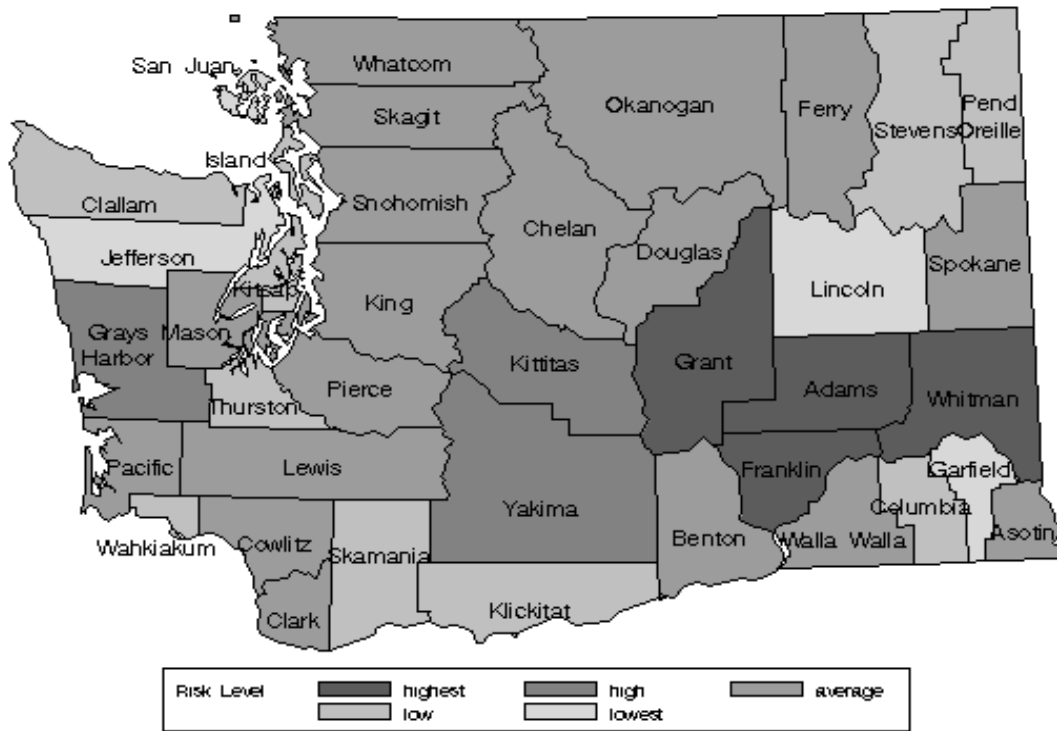 San Juan
Whatcom
Okanogan
Ferry
Pend
Oreille
Stevens
Skagit
Island
Snohomish
Clallam
Chelan
Douglas
Jefferson
Kitsap
King
Lincoln
Spokane
Grays
Harbor
Mason
Kittitas
Grant
Adams
Whitman
Pierce
Thurston
Pacific
Lewis
Franklin
Garfield
Yakima
Columbia
Wahkiakum
Cowlitz
Skamania
Benton
Walla Walla
Asotin
Klickitat
Clark
Risk Level
highest
high
average
low
lowest